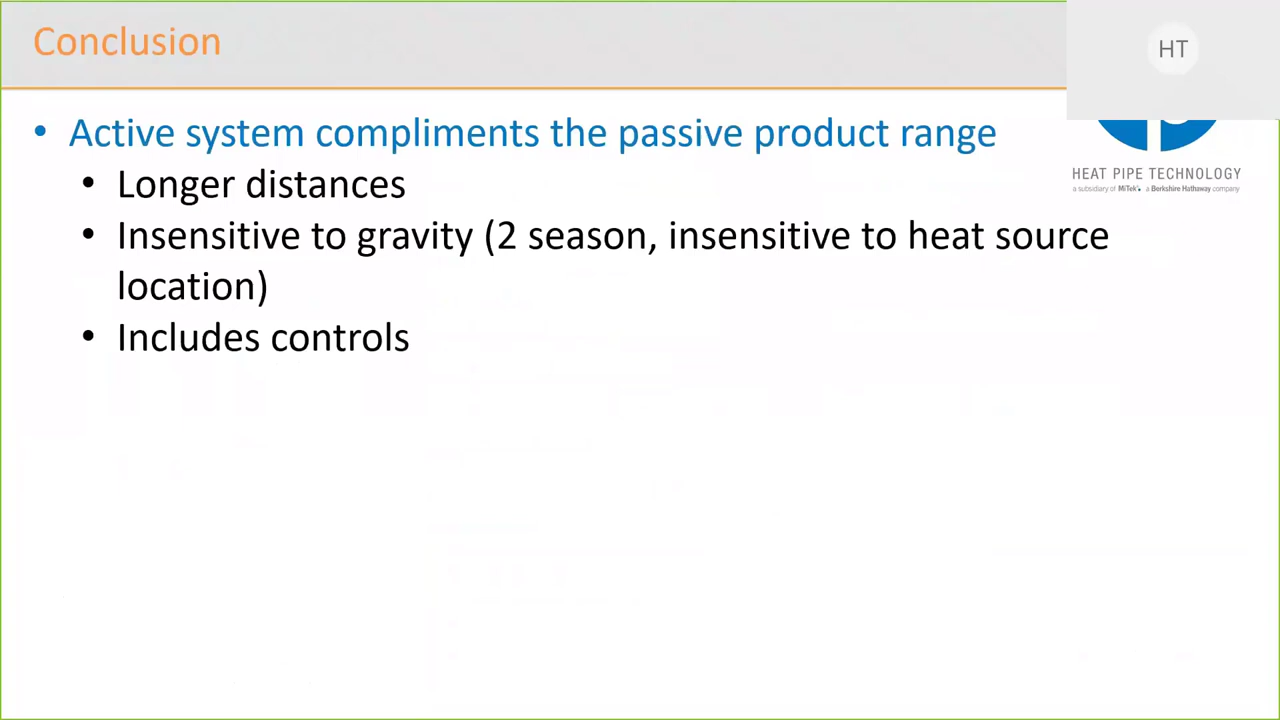 Conclusion
HT
• Active system compliments the passive product range
• Longer distances
• Insensitive to gravity (2 season, insensitive to heat source
location)
• Includes controls
HEAT PIPE TECHNOLOGY
a subsidiary of MiTek®, a Berkshire Hathaway company